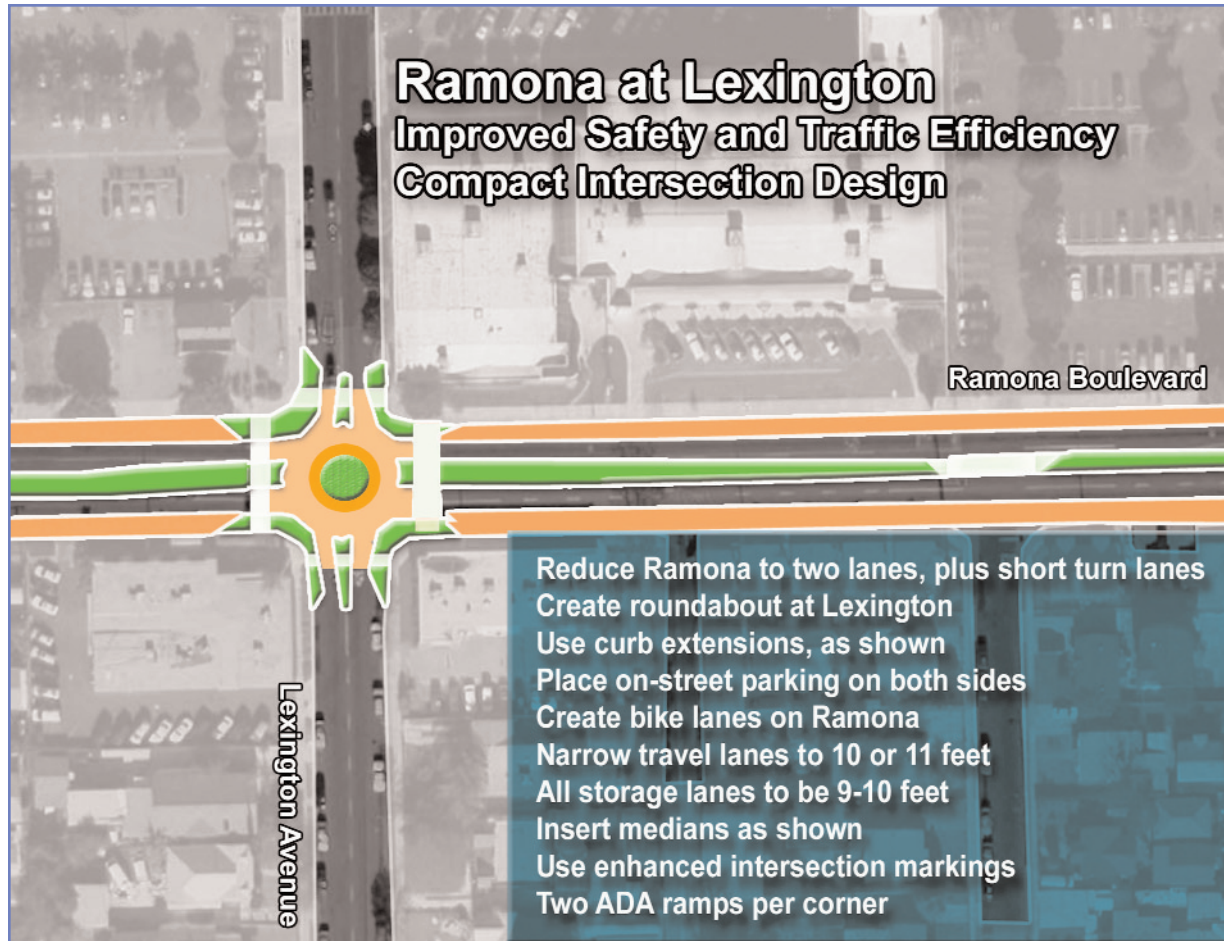 Ramona at Lexington
Improved Safety and Traffic Efficiency
Compact Intersection Design
Ramona Boulevard
Lexington Avenue
Reduce Ramona to two lanes, plus short turn lanes
Create roundabout at Lexington
Use curb extensions, as shown
Place on-street parking on both sides
Create bike lanes on Ramona
Narrow travel lanes to 10 or 11 feet
All storage lanes to be 9-10 feet
Insert medians as shown
Use enhanced intersection markings
Two ADA ramps per corner